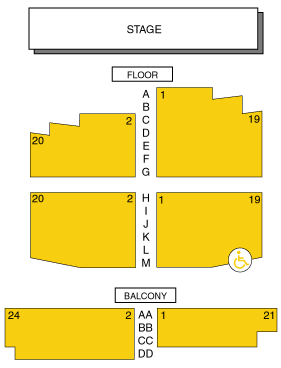 STAGE
FLOOR
A 1
B
C 2 19
D
E 20
F
G
H 20 2 1 19
I
J
K
L
M
BALCONY
24 2 AA 1 21
BB
CC
DD